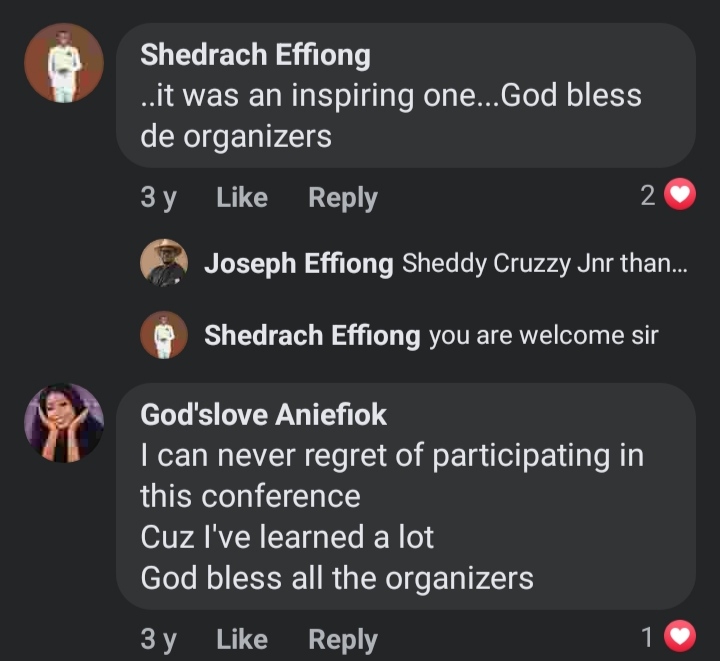 Shedrach Effiong
..it was an inspiring one...God bless
de organizers
3 y Like Reply 2
Joseph Effiong Sheddy Cruzzy Jnr than...
Shedrach Effiong you are welcome sir
God'slove Aniefiok
I can never regret of participating in
this conference
Cuz I've learned a lot
God bless all the organizers
3 y Like Reply 1